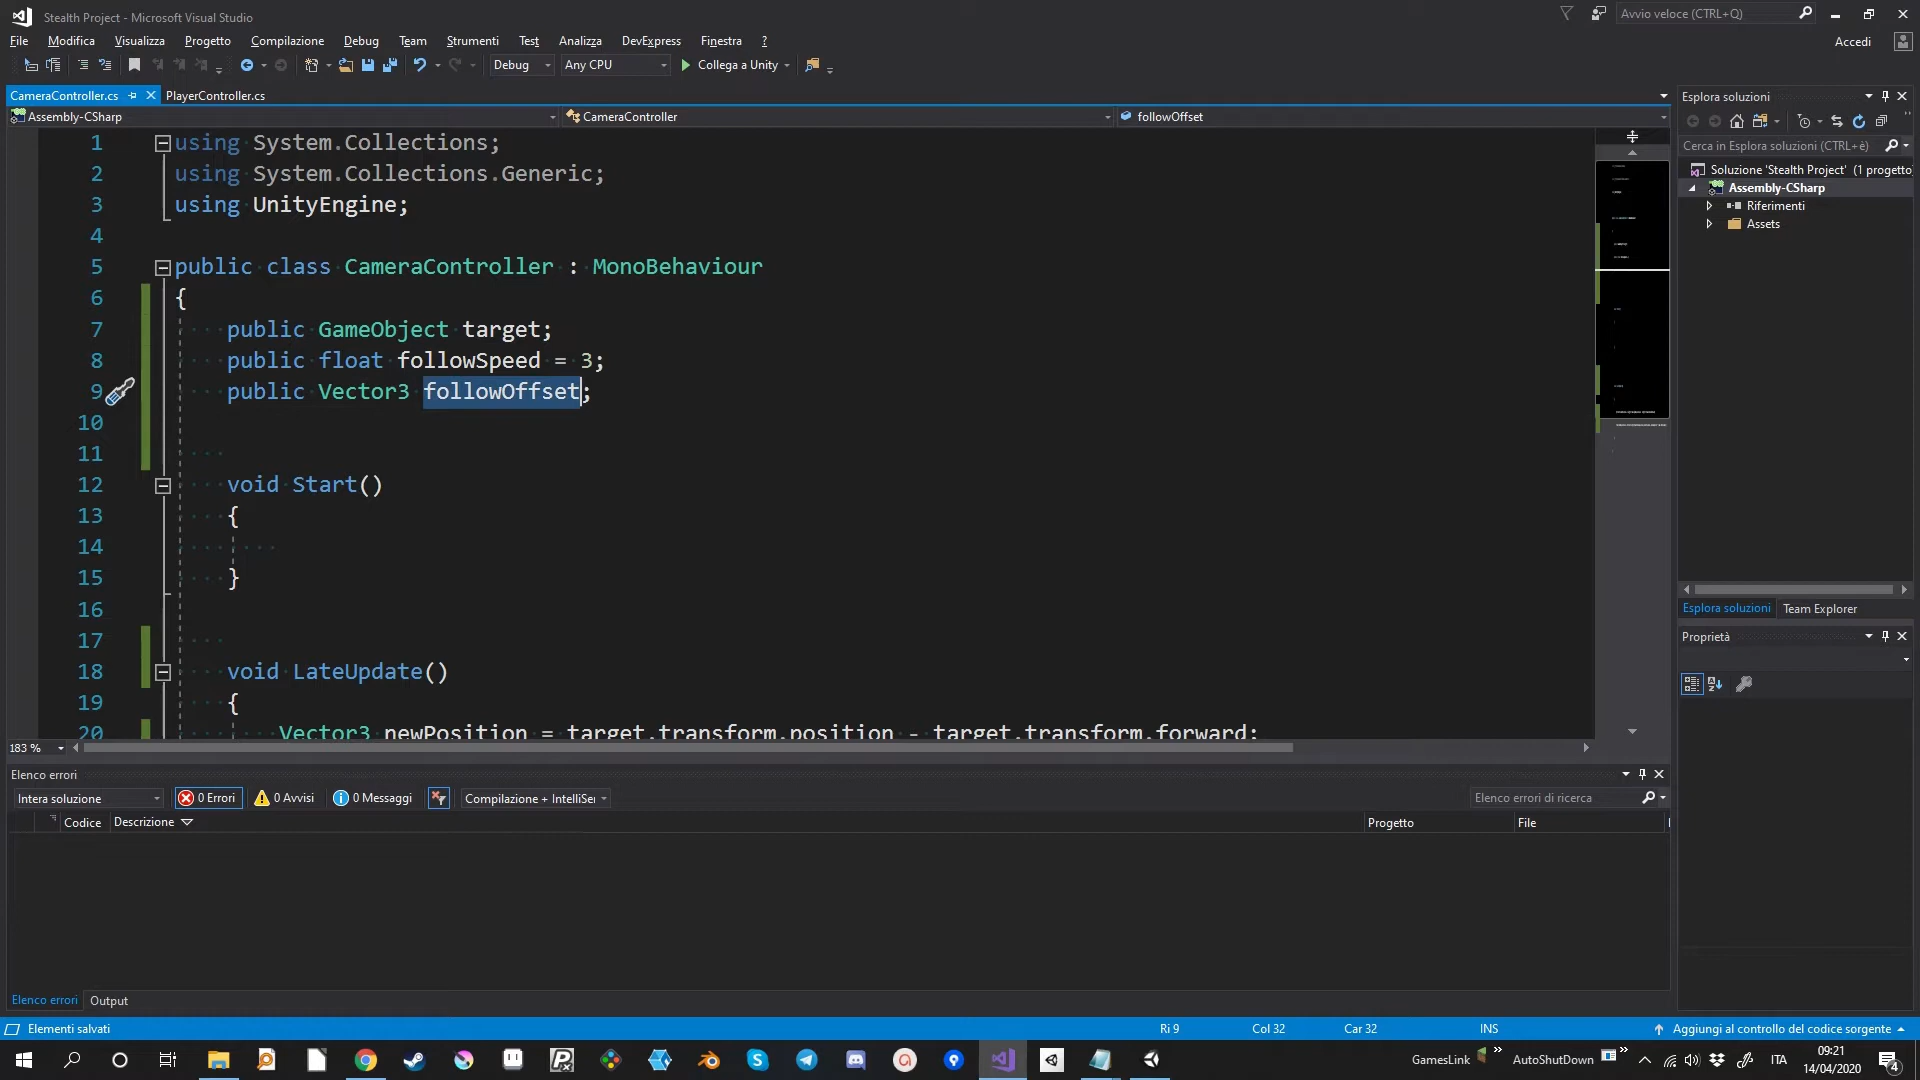 Stealth Project - Microsoft Visual Studio
Avvio veloce (CTRL+Q)
File Modifica Visualizza Progetto Compilazione Debug Team Strumenti Test Analizza DevExpress Finestra ?
Accedi
Debug Any CPU Collega a Unity
CameraController.cs PlayerController.cs
Assembly-CSharp CameraController followOffset
1 using System.Collections;
2 using System.Collections.Generic;
3 using UnityEngine;
4
5 public class CameraController : MonoBehaviour
6 {
7 public GameObject target;
8 public float followSpeed = 3;
9 public Vector3 followOffset;
10
11
12 void Start()
13 {
14
15 }
16
17
18 void LateUpdate()
19 {
20 Vector3 newPosition = target.transform.position - target.transform.forward;
183 %
Esplora soluzioni
Cerca in Esplora soluzioni (CTRL+è)
Soluzione 'Stealth Project' (1 progetto)
Assembly-CSharp
Riferimenti
Assets
Esplora soluzioni Team Explorer
Proprietà
Elenco errori
Intera soluzione 0 Errori 0 Avvisi 0 Messaggi Compilazione + IntelliSe
Elenco errori di ricerca
Codice Descrizione Progetto File
Elenco errori Output
Elementi salvati Ri 9 Col 32 Car 32 INS Aggiungi al controllo del codice sorgente
GamesLink AutoShutDown ITA
09:21
14/04/2020
4